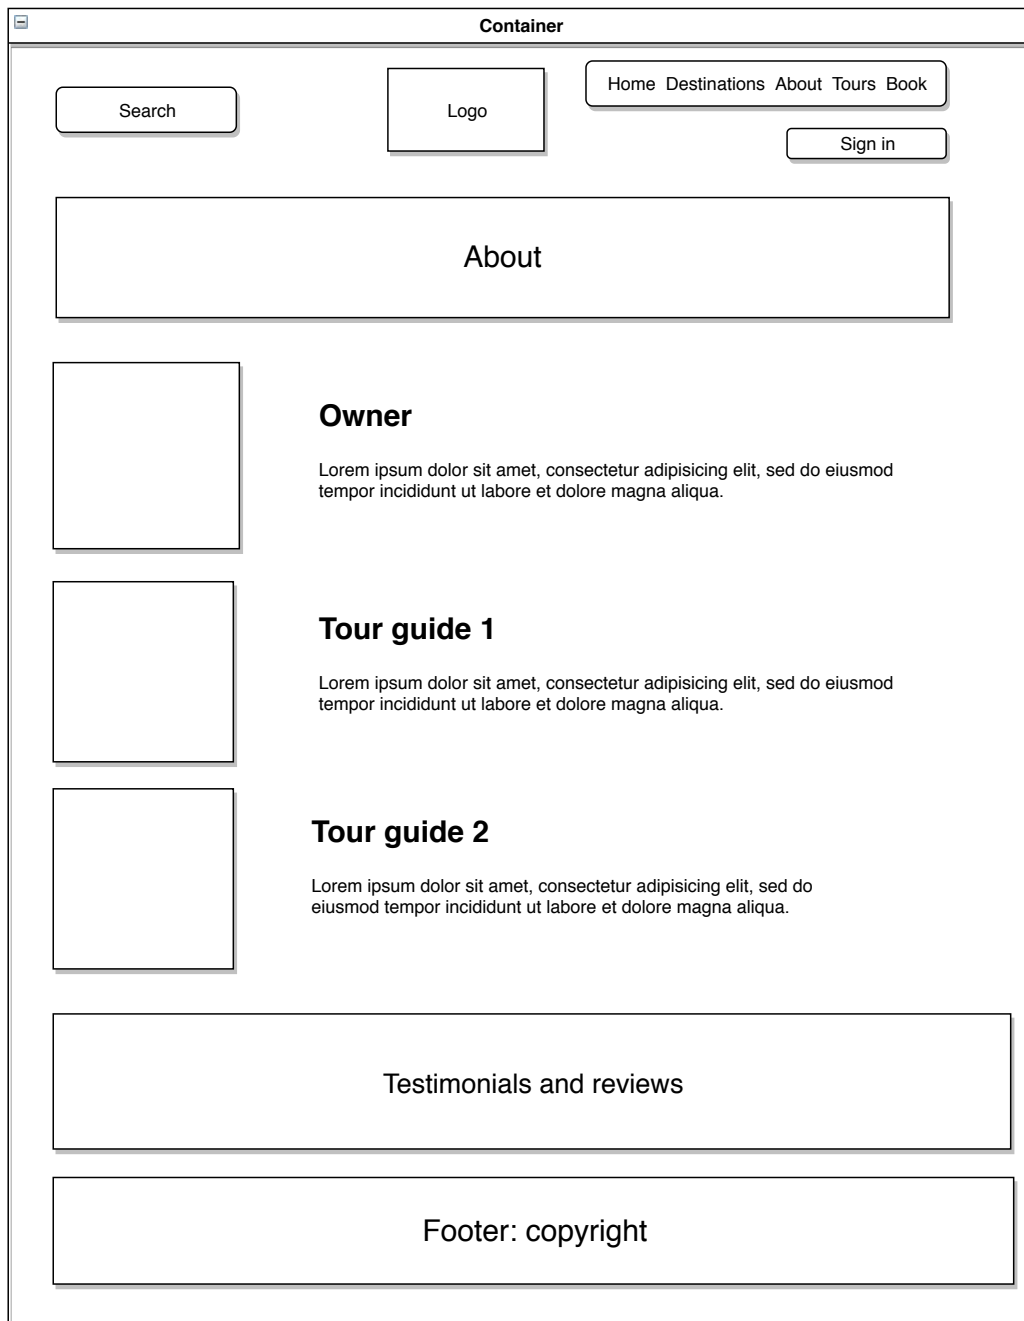 Container
Search
Logo
Home Destinations About Tours Book
Sign in
About
Owner
Lorem ipsum dolor sit amet, consectetur adipisicing elit, sed do eiusmod
tempor incididunt ut labore et dolore magna aliqua.
Tour guide 1
Lorem ipsum dolor sit amet, consectetur adipisicing elit, sed do eiusmod
tempor incididunt ut labore et dolore magna aliqua.
Tour guide 2
Lorem ipsum dolor sit amet, consectetur adipisicing elit, sed do
eiusmod tempor incididunt ut labore et dolore magna aliqua.
Testimonials and reviews
Footer: copyright